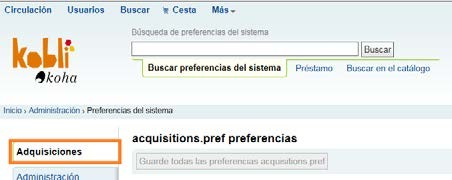 Circulación Usuarios Buscar Cesta Más
Búsqueda de preferencias del sistema
Buscar
kobli
koha
Buscar preferencias del sistema Préstamo Buscar en el catálogo
Inicio › Administración › Preferencias del sistema
Adquisiciones
acquisitions.pref preferencias
Guarde todas las preferencias acquisitions.pref
Administración